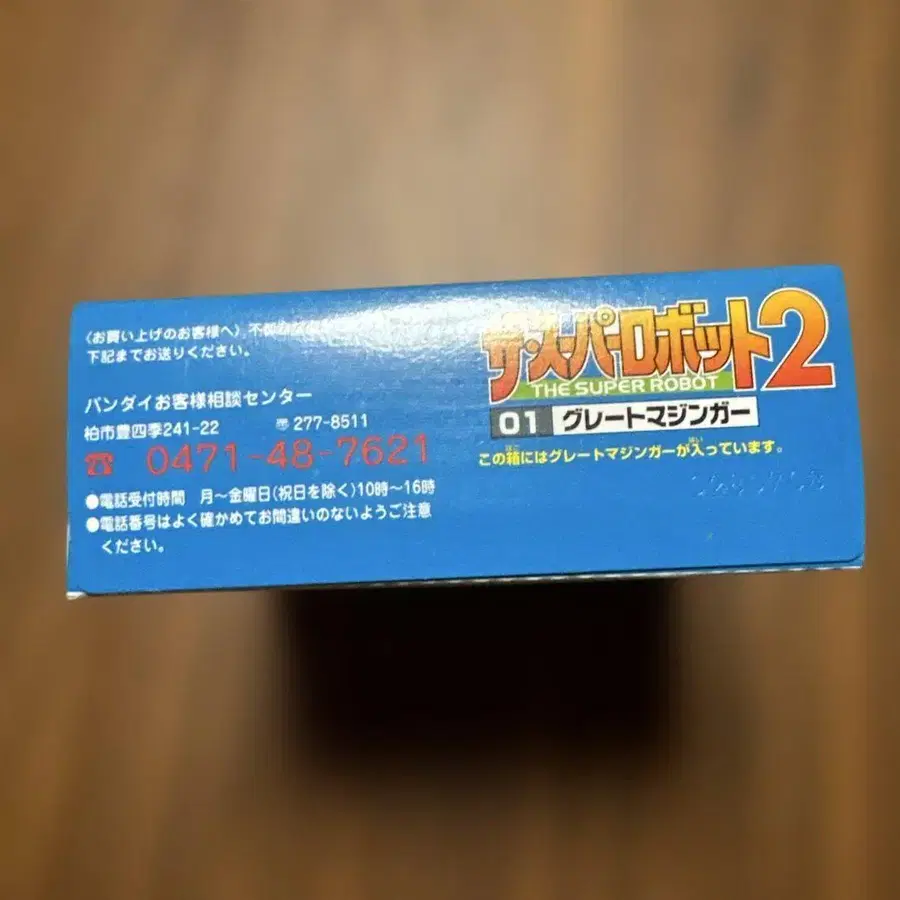 〈お買い上げのお客様へ〉
下記までお送りください。
バンダイお客様相談センター
柏市豊四季241-22 〠277-8511
☎ 0471-48-7621
●電話受付時間 月〜金曜日(祝日を除く)10時〜16時
●電話番号はよく確かめてお間違いのないようご注意
ください。
ザ・スーパーロボット2
THE SUPER ROBOT
01 グレートマジンガー
この箱にはグレートマジンガーが入っています。